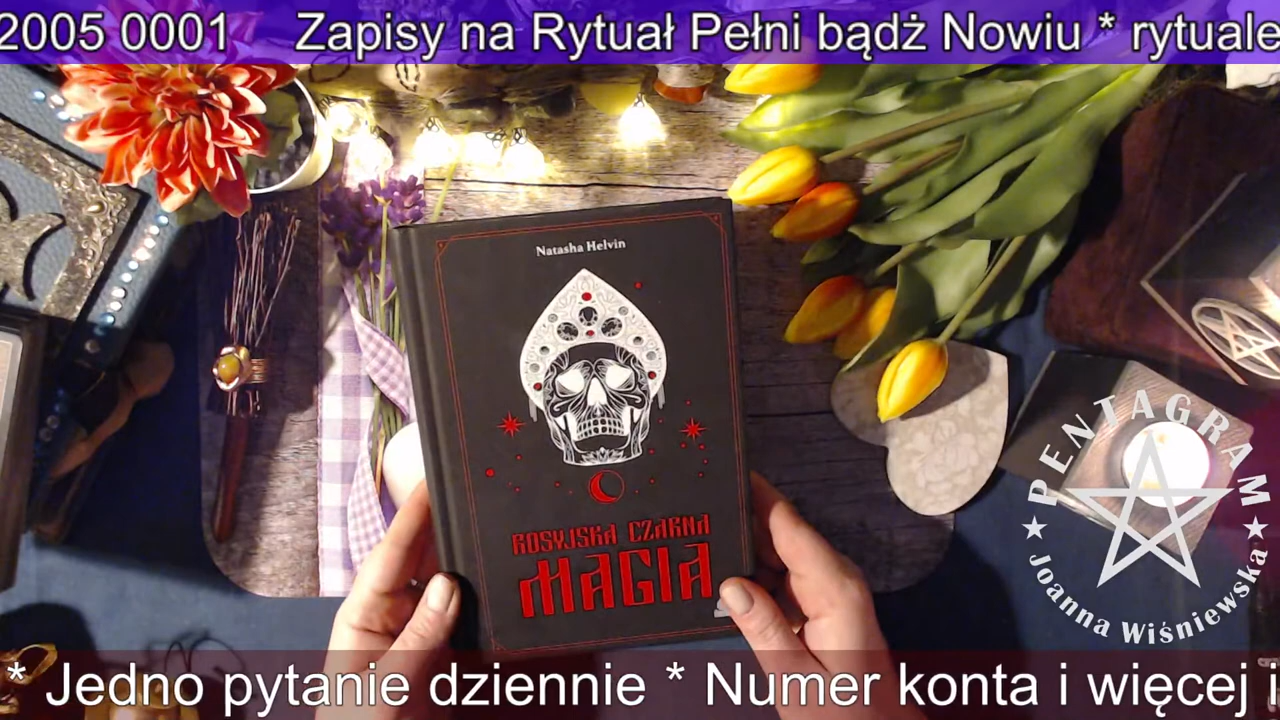 2005 0001 Zapisy na Rytuał Pełni bądź Nowiu * rytuale
Natasha Helvin
ROSYJSKA CZARNA
MAGIA
PENTAGRAM
Joanna Wiśniewska
* Jedno pytanie dziennie * Numer konta i więcej i